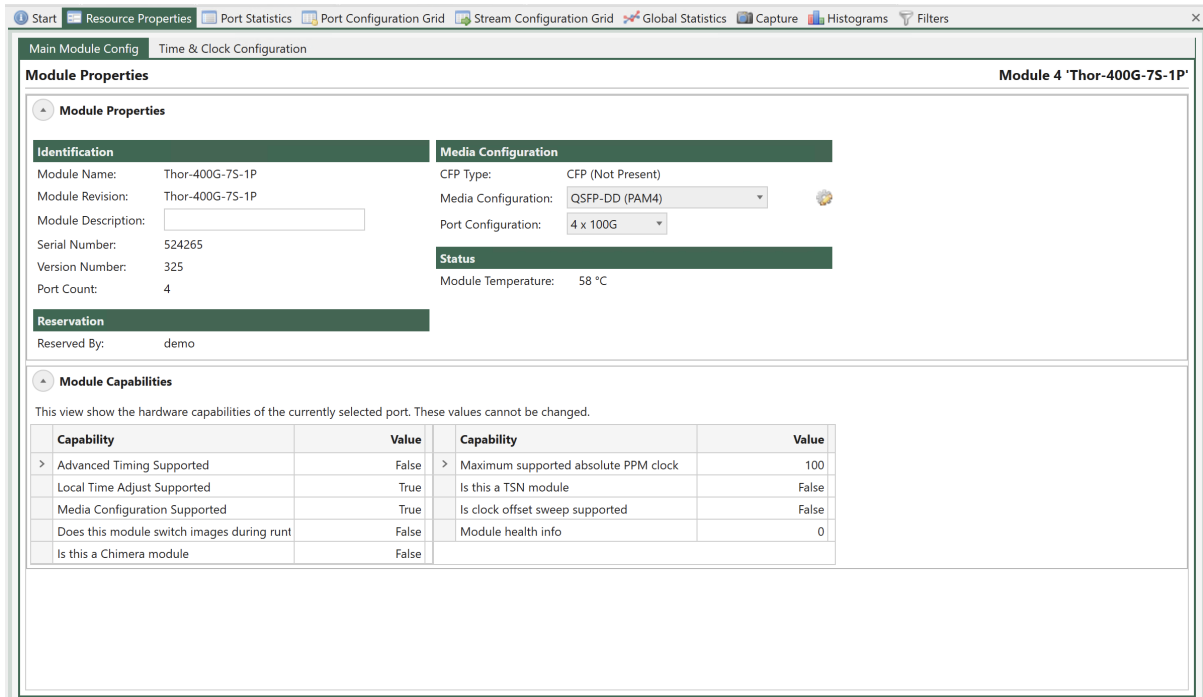 Start Resource Properties Port Statistics Port Configuration Grid Stream Configuration Grid Global Statistics Capture Histograms Filters
Main Module Config Time & Clock Configuration
Module Properties Module 4 'Thor-400G-7S-1P'
Module Properties
Identification
Module Name: Thor-400G-7S-1P
Module Revision: Thor-400G-7S-1P
Module Description:
Serial Number: 524265
Version Number: 325
Port Count: 4
Reservation
Reserved By: demo
Media Configuration
CFP Type: CFP (Not Present)
Media Configuration: QSFP-DD (PAM4)
Port Configuration: 4 x 100G
Status
Module Temperature: 58 °C
Module Capabilities
This view show the hardware capabilities of the currently selected port. These values cannot be changed.
Capability Value
Advanced Timing Supported False
Local Time Adjust Supported True
Media Configuration Supported True
Does this module switch images during runt False
Is this a Chimera module False
Capability Value
Maximum supported absolute PPM clock 100
Is this a TSN module False
Is clock offset sweep supported False
Module health info 0